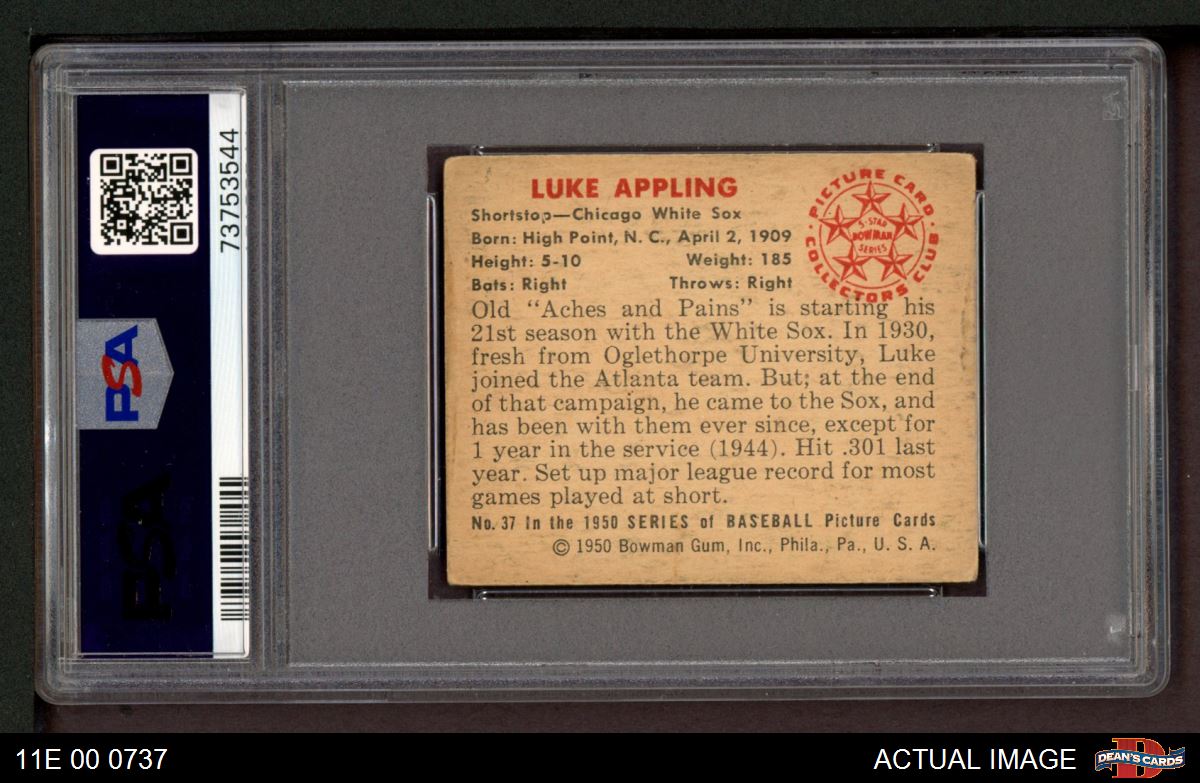 73753544
PSA
PSA
LUKE APPLING
Shortstop—Chicago White Sox
Born: High Point, N. C., April 2, 1909
Height: 5-10 Weight: 185
Bats: Right Throws: Right
PICTURE CARD
COLLECTORS CLUB
5-STAR
BOWMAN
SERIES
Old "Aches and Pains" is starting his
21st season with the White Sox. In 1930,
fresh from Oglethorpe University, Luke
joined the Atlanta team. But; at the end
of that campaign, he came to the Sox, and
has been with them ever since, except for
1 year in the service (1944). Hit .301 last
year. Set up major league record for most
games played at short.
No. 37 In the 1950 SERIES of BASEBALL Picture Cards
© 1950 Bowman Gum, Inc., Phila., Pa., U. S. A.
11E 00 0737
ACTUAL IMAGE
D
DEAN'S CARDS